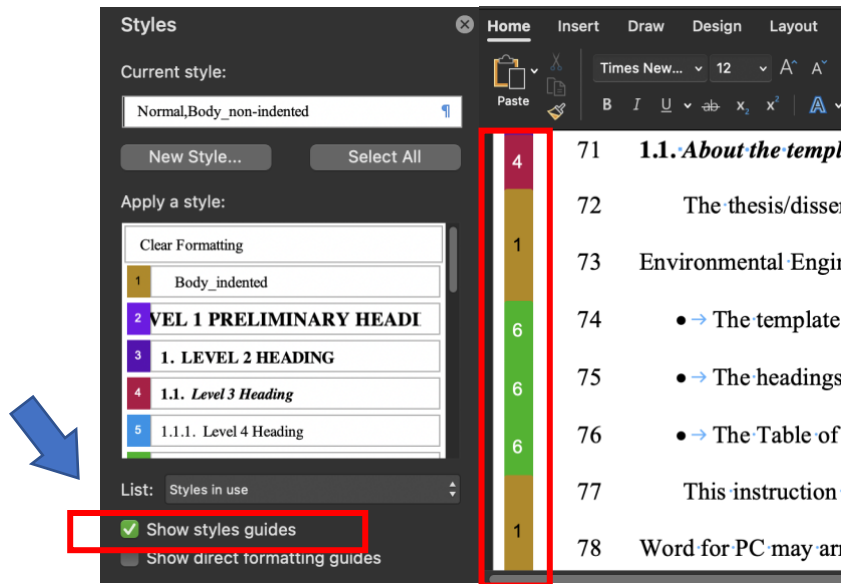 Styles
Current style:
Normal,Body_non-indented ¶
New Style... Select All
Apply a style:
Clear Formatting
1 Body_indented
2 VEL 1 PRELIMINARY HEADI
3 1. LEVEL 2 HEADING
4 1.1. Level 3 Heading
5 1.1.1. Level 4 Heading
List: Styles in use
Show styles guides
Show direct formatting guides
Home Insert Draw Design Layout
Times New... 12 A A
Paste B I U ab x2 x2 A
4 71 1.1. About the templ
72 The thesis/disser
1 73 Environmental Engin
6 74 • → The template
6 75 • → The headings
6 76 • → The Table of
77 This instruction
1 78 Word for PC may arr